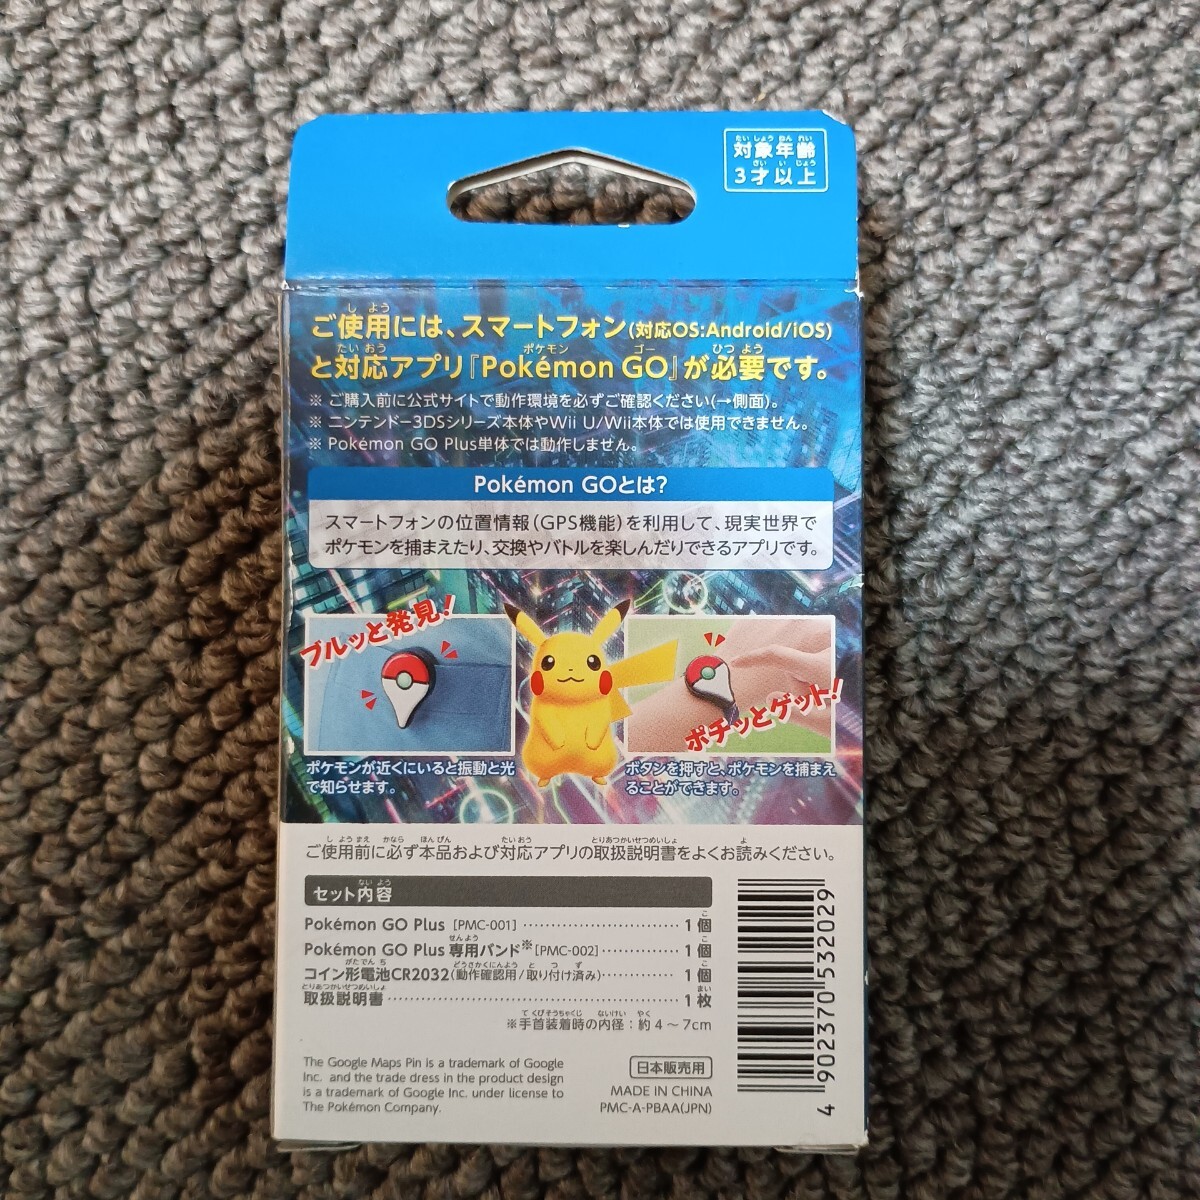 対象年齢
3才以上
ご使用には、スマートフォン(対応OS:Android/iOS)
と対応アプリ『Pokémon GO』が必要です。
※ ご購入前に公式サイトで動作環境を必ずご確認ください(→側面)。
※ ニンテンドー3DSシリーズ本体やWii U/Wii本体では使用できません。
※ Pokémon GO Plus単体では動作しません。
Pokémon GOとは?
スマートフォンの位置情報(GPS機能)を利用して、現実世界で
ポケモンを捕まえたり、交換やバトルを楽しんだりできるアプリです。
ブルッと発見!
ポケモンが近くにいると振動と光
で知らせます。
ポチッとゲット!
ボタンを押すと、ポケモンを捕まえ
ることができます。
ご使用前に必ず本品および対応アプリの取扱説明書をよくお読みください。
セット内容
Pokémon GO Plus [PMC-001] 1個
Pokémon GO Plus 専用バンド※[PMC-002] 1個
コイン形電池CR2032(動作確認用/取り付け済み) 1個
取扱説明書 1枚
※手首装着時の内径:約4~7cm
The Google Maps Pin is a trademark of Google
Inc. and the trade dress in the product design
is a trademark of Google Inc. under license to
The Pokémon Company.
日本販売用
MADE IN CHINA
PMC-A-PBAA(JPN)
4 902370 532029